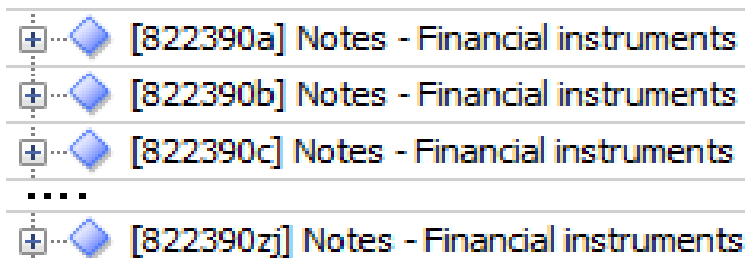 [822390a] Notes - Financial instruments
[822390b] Notes - Financial instruments
[822390c] Notes - Financial instruments
....
[822390zj] Notes - Financial instruments